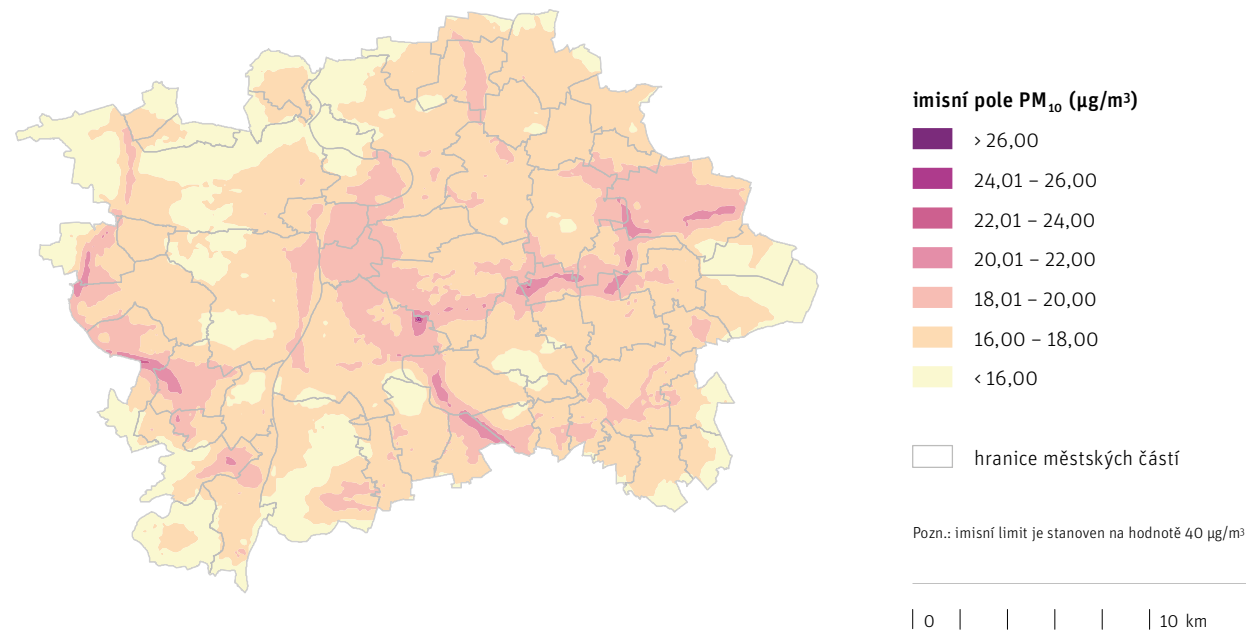 imisní pole PM₁₀ (µg/m³)
> 26,00
24,01 – 26,00
22,01 – 24,00
20,01 – 22,00
18,01 – 20,00
16,00 – 18,00
< 16,00
hranice městských částí
Pozn.: imisní limit je stanoven na hodnotě 40 µg/m³
0 10 km